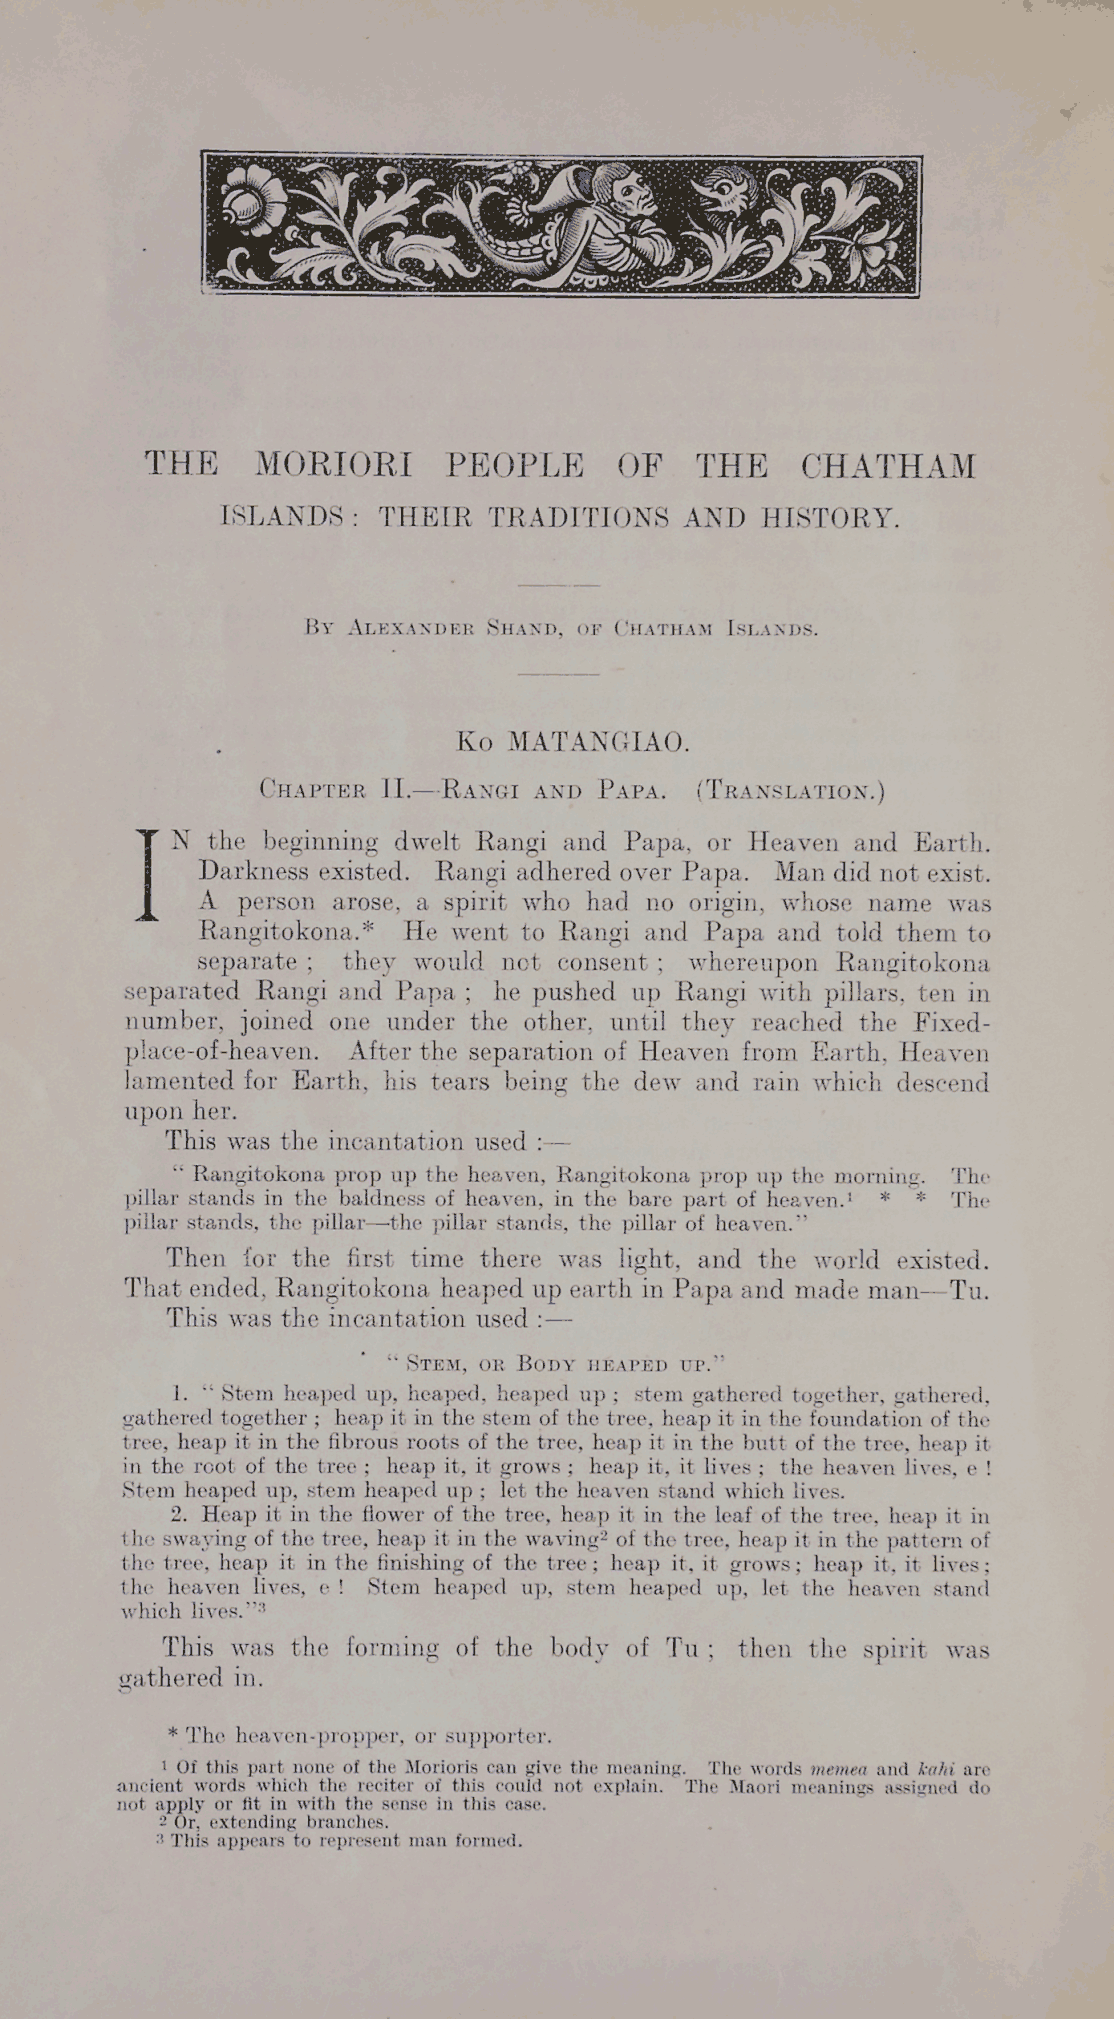 THE MORIORI PEOPLE OF THE CHATHAM
ISLANDS: THEIR TRADITIONS AND HISTORY.
By Alexander Shand, of Chatham Islands.
Ko MATANGIAO.
Chapter II.—Rangi and Papa. (Translation.)
IN the beginning dwelt Rangi and Papa, or Heaven and Earth.
Darkness existed. Rangi adhered over Papa. Man did not exist.
A person arose, a spirit who had no origin, whose name was
Rangitokona.* He went to Rangi and Papa and told them to
separate; they would not consent; whereupon Rangitokona
separated Rangi and Papa; he pushed up Rangi with pillars, ten in
number, joined one under the other, until they reached the Fixed-
place-of-heaven. After the separation of Heaven from Earth, Heaven
lamented for Earth, his tears being the dew and rain which descend
upon her.
This was the incantation used :—
“ Rangitokona prop up the heaven, Rangitokona prop up the morning. The
pillar stands in the baldness of heaven, in the bare part of heaven.¹ * * The
pillar stands, the pillar—the pillar stands, the pillar of heaven.”
Then for the first time there was light, and the world existed.
That ended, Rangitokona heaped up earth in Papa and made man—Tu.
This was the incantation used :—
“ Stem, or Body heaped up.”
1. “ Stem heaped up, heaped, heaped up ; stem gathered together, gathered,
gathered together ; heap it in the stem of the tree, heap it in the foundation of the
tree, heap it in the fibrous roots of the tree, heap it in the butt of the tree, heap it
in the root of the tree ; heap it, it grows ; heap it, it lives ; the heaven lives, e !
Stem heaped up, stem heaped up ; let the heaven stand which lives.
2. Heap it in the flower of the tree, heap it in the leaf of the tree, heap it in
the swaying of the tree, heap it in the waving² of the tree, heap it in the pattern of
the tree, heap it in the finishing of the tree ; heap it, it grows ; heap it, it lives ;
the heaven lives, e ! Stem heaped up, stem heaped up, let the heaven stand
which lives.”³
This was the forming of the body of Tu ; then the spirit was
gathered in.
* The heaven-propper, or supporter.
¹ Of this part none of the Morioris can give the meaning. The words memea and kahi are
ancient words which the reciter of this could not explain. The Maori meanings assigned do
not apply or fit in with the sense in this case.
² Or, extending branches.
³ This appears to represent man formed.